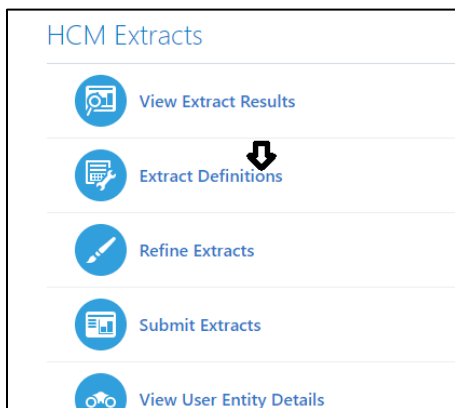 HCM Extracts
View Extract Results
Extract Definitions
Refine Extracts
Submit Extracts
View User Entity Details